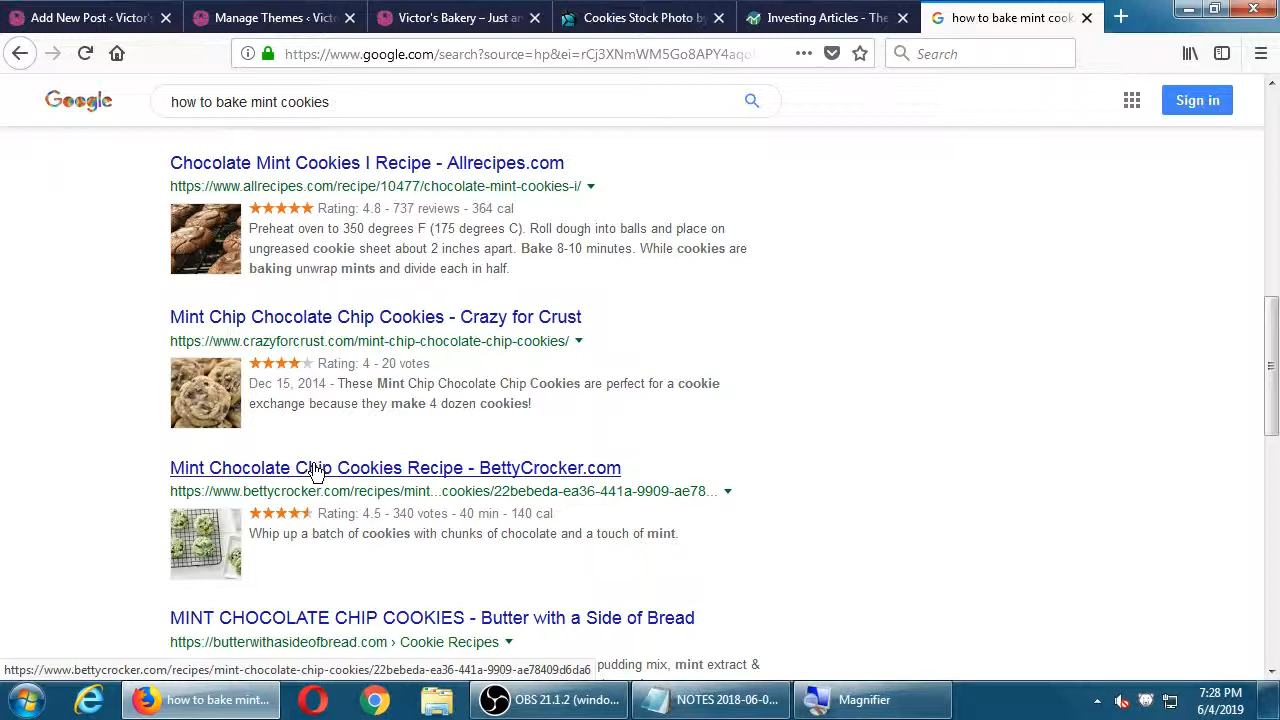 Add New Post ‹ Victor's
Manage Themes ‹ Victo
Victor's Bakery – Just an
Cookies Stock Photo by
Investing Articles - The
how to bake mint cook
https://www.google.com/search?source=hp&ei=rCj3XNmWM5Go8APY4aqo
Search
Google
how to bake mint cookies
Sign in
Chocolate Mint Cookies I Recipe - Allrecipes.com
https://www.allrecipes.com/recipe/10477/chocolate-mint-cookies-i/
Rating: 4.8 - 737 reviews - 364 cal
Preheat oven to 350 degrees F (175 degrees C). Roll dough into balls and place on
ungreased cookie sheet about 2 inches apart. Bake 8-10 minutes. While cookies are
baking unwrap mints and divide each in half.
Mint Chip Chocolate Chip Cookies - Crazy for Crust
https://www.crazyforcrust.com/mint-chip-chocolate-chip-cookies/
Rating: 4 - 20 votes
Dec 15, 2014 - These Mint Chip Chocolate Chip Cookies are perfect for a cookie
exchange because they make 4 dozen cookies!
Mint Chocolate Chip Cookies Recipe - BettyCrocker.com
https://www.bettycrocker.com/recipes/mint...cookies/22bebeda-ea36-441a-9909-ae78...
Rating: 4.5 - 340 votes - 40 min - 140 cal
Whip up a batch of cookies with chunks of chocolate and a touch of mint.
MINT CHOCOLATE CHIP COOKIES - Butter with a Side of Bread
https://butterwithasideofbread.com › Cookie Recipes
pudding mix, mint extract &
https://www.bettycrocker.com/recipes/mint-chocolate-chip-cookies/22bebeda-ea36-441a-9909-ae78409d6da6
how to bake mint...
OBS 21.1.2 (windo...
NOTES 2018-06-0...
Magnifier
7:28 PM
6/4/2019